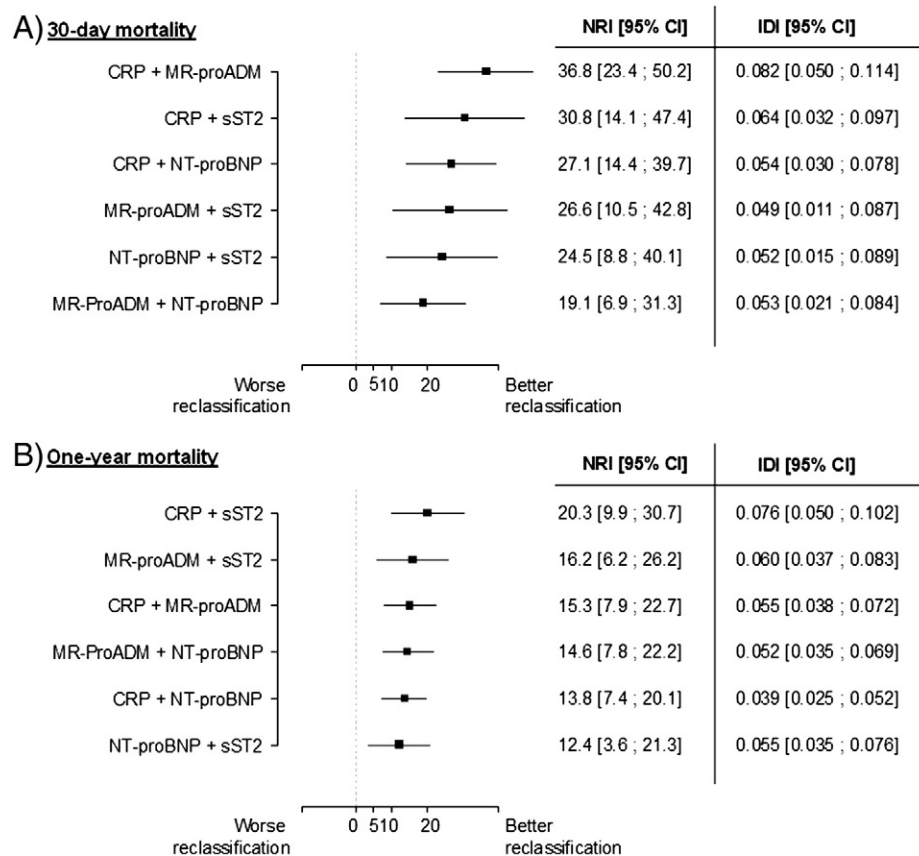 A) 30-day mortality
NRI [95% CI] IDI [95% CI]
CRP + MR-proADM 36.8 [23.4 ; 50.2] 0.082 [0.050 ; 0.114]
CRP + sST2 30.8 [14.1 ; 47.4] 0.064 [0.032 ; 0.097]
CRP + NT-proBNP 27.1 [14.4 ; 39.7] 0.054 [0.030 ; 0.078]
MR-proADM + sST2 26.6 [10.5 ; 42.8] 0.049 [0.011 ; 0.087]
NT-proBNP + sST2 24.5 [8.8 ; 40.1] 0.052 [0.015 ; 0.089]
MR-ProADM + NT-proBNP 19.1 [6.9 ; 31.3] 0.053 [0.021 ; 0.084]
Worse 0 5 10 20 Better
reclassification reclassification
B) One-year mortality
NRI [95% CI] IDI [95% CI]
CRP + sST2 20.3 [9.9 ; 30.7] 0.076 [0.050 ; 0.102]
MR-proADM + sST2 16.2 [6.2 ; 26.2] 0.060 [0.037 ; 0.083]
CRP + MR-proADM 15.3 [7.9 ; 22.7] 0.055 [0.038 ; 0.072]
MR-ProADM + NT-proBNP 14.6 [7.8 ; 22.2] 0.052 [0.035 ; 0.069]
CRP + NT-proBNP 13.8 [7.4 ; 20.1] 0.039 [0.025 ; 0.052]
NT-proBNP + sST2 12.4 [3.6 ; 21.3] 0.055 [0.035 ; 0.076]
Worse 0 5 10 20 Better
reclassification reclassification